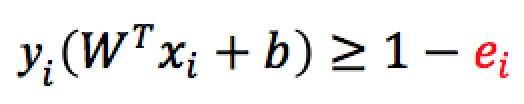 yᵢ(Wᵀxᵢ + b) ≥ 1 − eᵢ